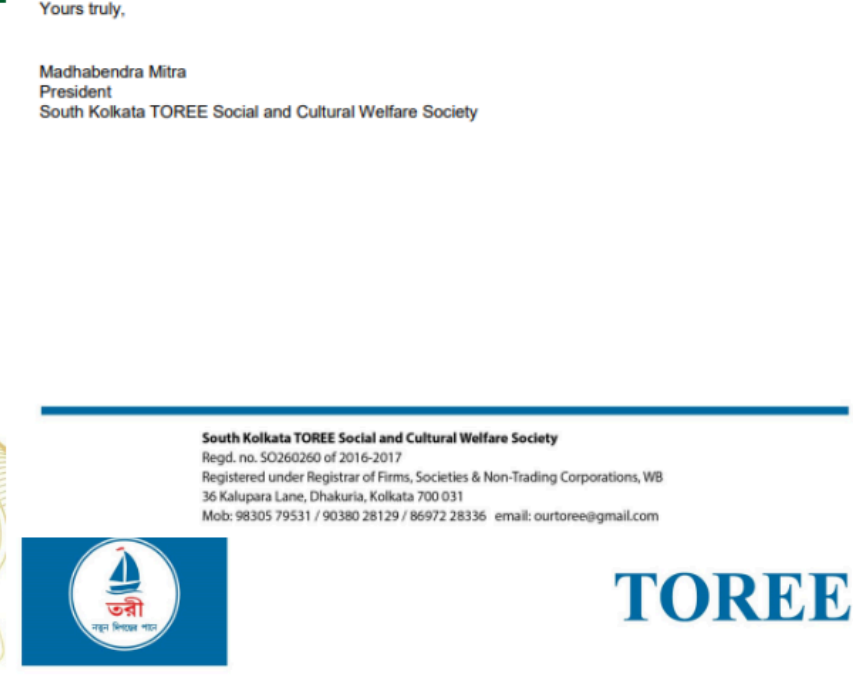 Yours truly,
Madhabendra Mitra
President
South Kolkata TOREE Social and Cultural Welfare Society
South Kolkata TOREE Social and Cultural Welfare Society
Regd. no. SO260260 of 2016-2017
Registered under Registrar of Firms, Societies & Non-Trading Corporations, WB
36 Kalupara Lane, Dhakuria, Kolkata 700 031
Mob: 98305 79531 / 90380 28129 / 86972 28336 email: ourtoree@gmail.com
তরী
নতুন দিগন্তের পানে
TOREE